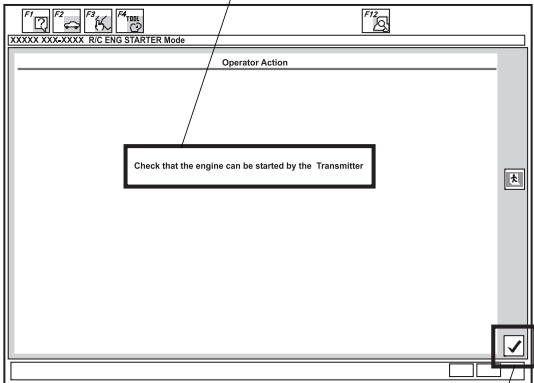 F1 F2 F3 F4 TOOL F12
XXXXX XXX-XXXX R/C ENG STARTER Mode
Operator Action
Check that the engine can be started by the Transmitter